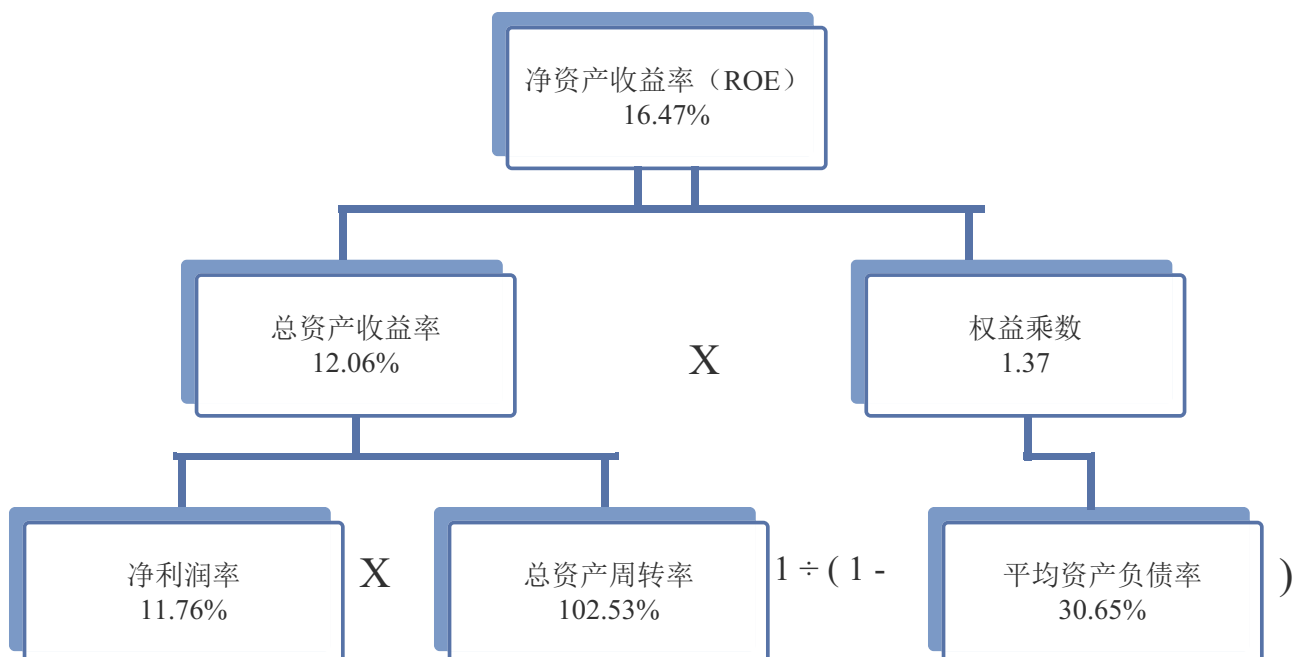 净资产收益率（ROE）
16.47%
总资产收益率
12.06%
X
权益乘数
1.37
净利润率
11.76%
X
总资产周转率
102.53%
1 ÷ ( 1 -
平均资产负债率
30.65%
)